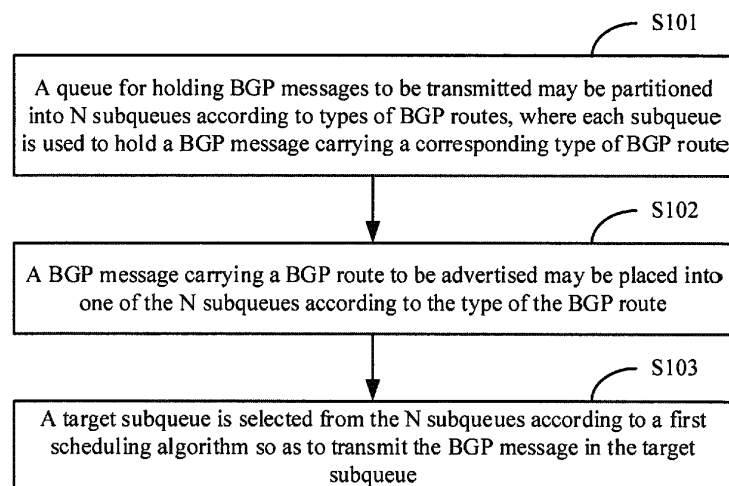 S101
A queue for holding BGP messages to be transmitted may be partitioned
into N subqueues according to types of BGP routes, where each subqueue
is used to hold a BGP message carrying a corresponding type of BGP route
S102
A BGP message carrying a BGP route to be advertised may be placed into
one of the N subqueues according to the type of the BGP route
S103
A target subqueue is selected from the N subqueues according to a first
scheduling algorithm so as to transmit the BGP message in the target
subqueue